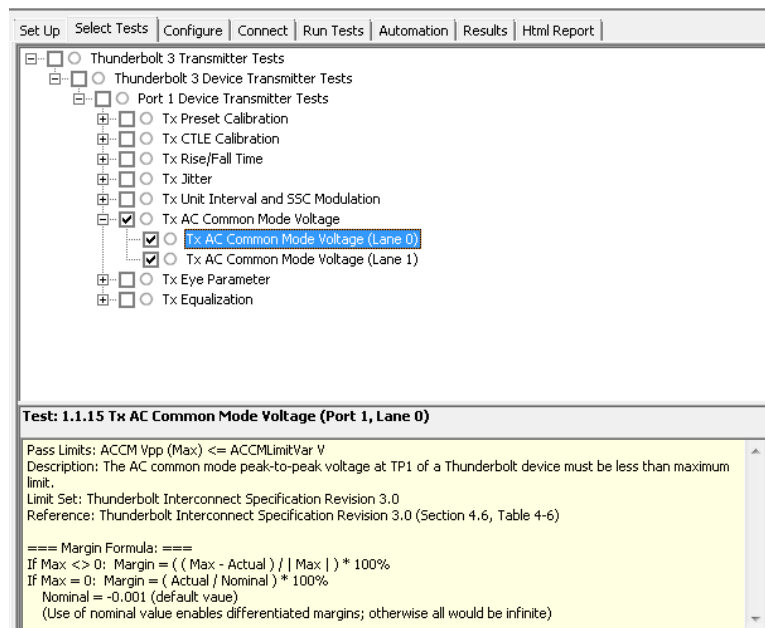 Set Up Select Tests Configure Connect Run Tests Automation Results Html Report
Thunderbolt 3 Transmitter Tests
Thunderbolt 3 Device Transmitter Tests
Port 1 Device Transmitter Tests
Tx Preset Calibration
Tx CTLE Calibration
Tx Rise/Fall Time
Tx Jitter
Tx Unit Interval and SSC Modulation
Tx AC Common Mode Voltage
Tx AC Common Mode Voltage (Lane 0)
Tx AC Common Mode Voltage (Lane 1)
Tx Eye Parameter
Tx Equalization
Test: 1.1.15 Tx AC Common Mode Voltage (Port 1, Lane 0)
Pass Limits: ACCM Vpp (Max) <= ACCMLimitVar V
Description: The AC common mode peak-to-peak voltage at TP1 of a Thunderbolt device must be less than maximum
limit.
Limit Set: Thunderbolt Interconnect Specification Revision 3.0
Reference: Thunderbolt Interconnect Specification Revision 3.0 (Section 4.6, Table 4-6)
=== Margin Formula: ===
If Max <> 0: Margin = ( ( Max - Actual ) / | Max | ) * 100%
If Max = 0: Margin = ( Actual / Nominal ) * 100%
Nominal = -0.001 (default vaue)
(Use of nominal value enables differentiated margins; otherwise all would be infinite)